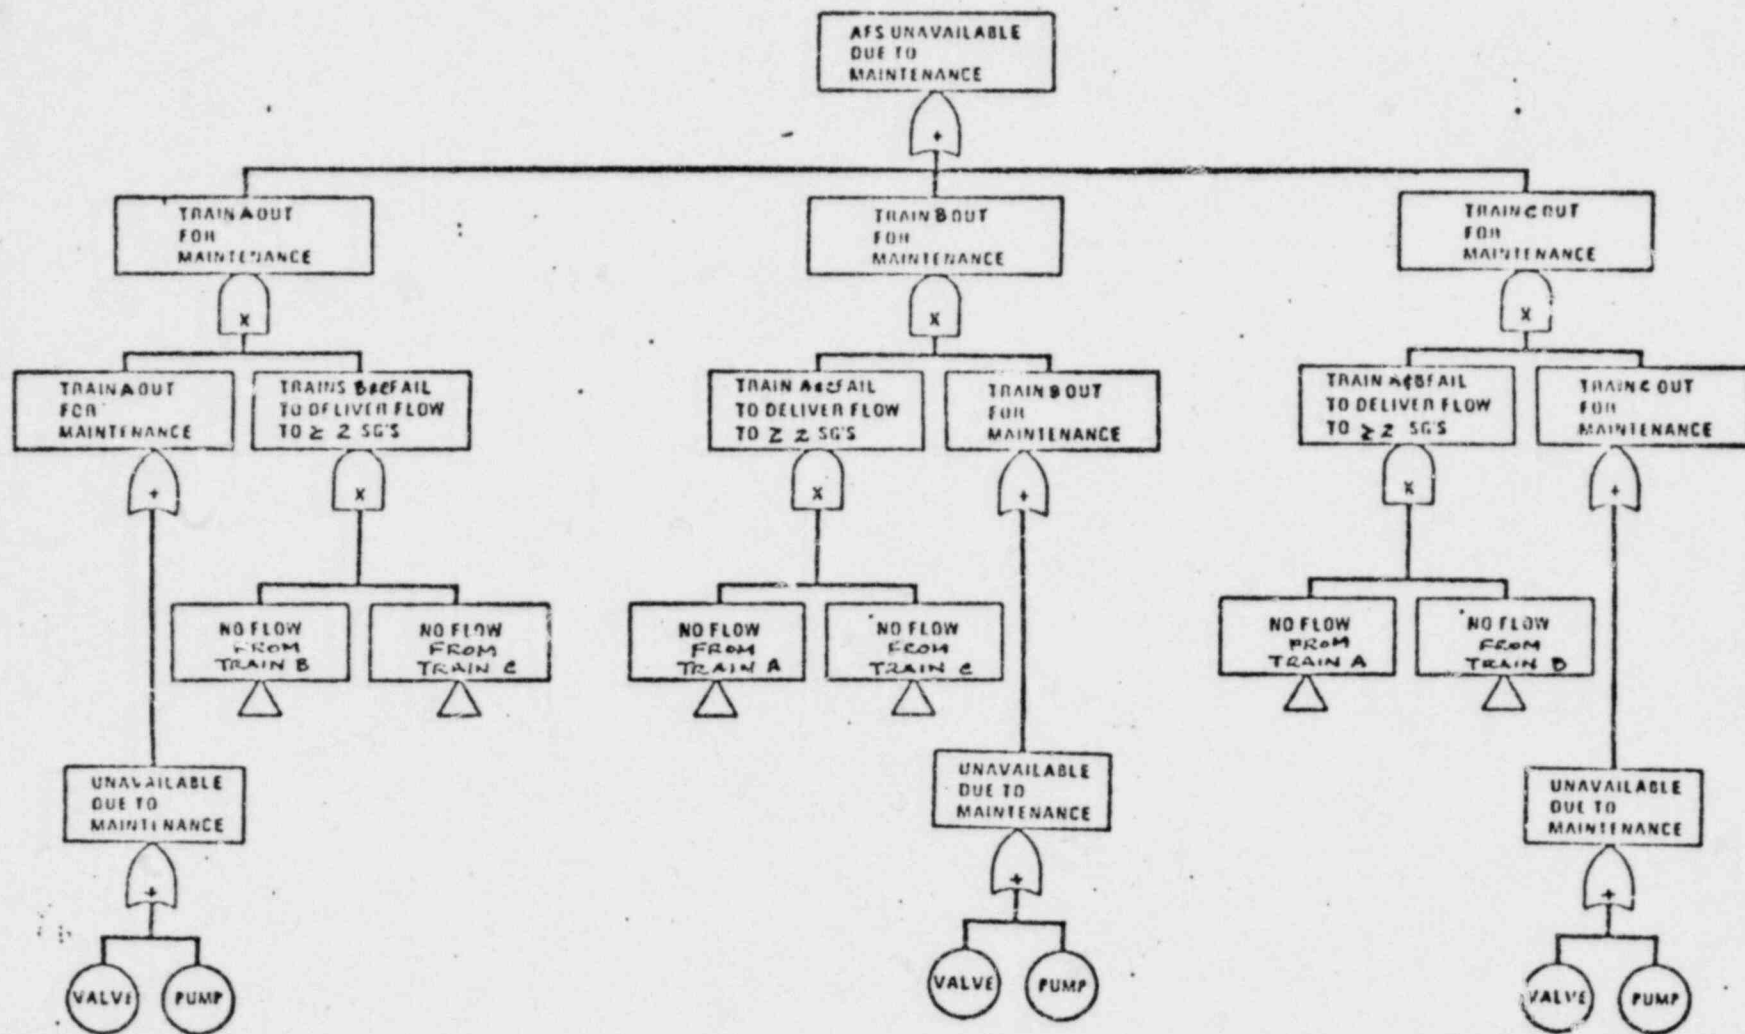 AFS UNAVAILABLE
DUE TO
MAINTENANCE
+
TRAIN A OUT
FOR
MAINTENANCE
TRAIN B OUT
FOR
MAINTENANCE
TRAIN C OUT
FOR
MAINTENANCE
X
X
X
TRAIN A OUT
FOR
MAINTENANCE
TRAINS B&C FAIL
TO DELIVER FLOW
TO ≥ 2 SG'S
TRAIN A&C FAIL
TO DELIVER FLOW
TO ≥ 2 SG'S
TRAIN B OUT
FOR
MAINTENANCE
TRAIN A&B FAIL
TO DELIVER FLOW
TO ≥ 2 SG'S
TRAIN C OUT
FOR
MAINTENANCE
+
X
X
+
X
+
NO FLOW
FROM
TRAIN B
NO FLOW
FROM
TRAIN C
NO FLOW
FROM
TRAIN A
NO FLOW
FROM
TRAIN C
NO FLOW
FROM
TRAIN A
NO FLOW
FROM
TRAIN B
UNAVAILABLE
DUE TO
MAINTENANCE
UNAVAILABLE
DUE TO
MAINTENANCE
UNAVAILABLE
DUE TO
MAINTENANCE
+
+
+
VALVE
PUMP
VALVE
PUMP
VALVE
PUMP